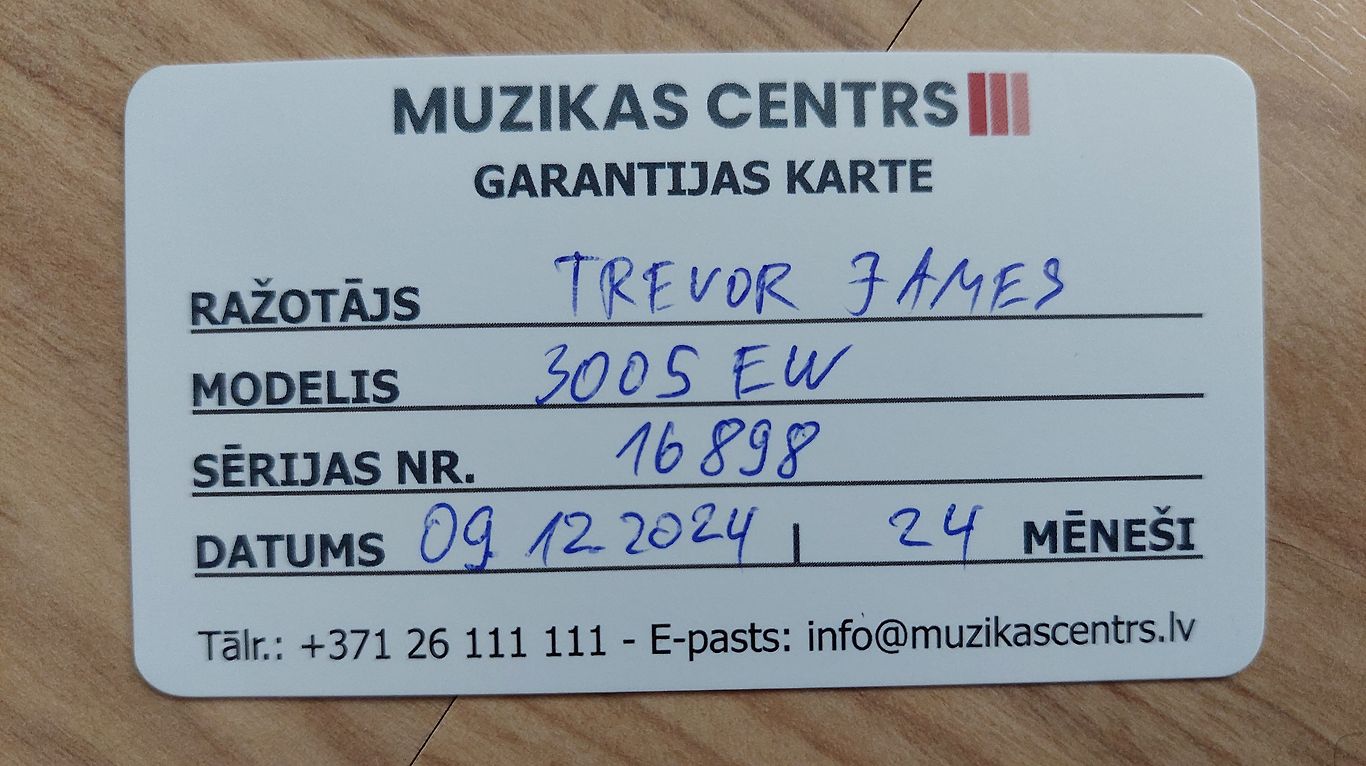 MUZIKAS CENTRS
GARANTIJAS KARTE
RAŽOTĀJS TREVOR JAMES
MODELIS 3005 EW
SĒRIJAS NR. 16898
DATUMS 09 12 2024 | 24 MĒNEŠI
Tālr.: +371 26 111 111 - E-pasts: info@muzikascentrs.lv